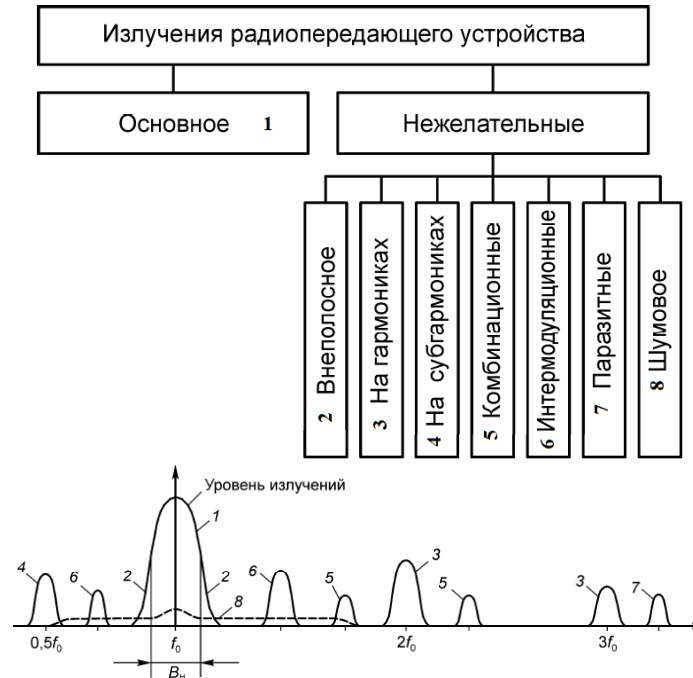 Излучения радиопередающего устройства
Основное 1
Нежелательные
2 Внеполосное
3 На гармониках
4 На субгармониках
5 Комбинационные
6 Интермодуляционные
7 Паразитные
8 Шумовое
Уровень излучений
1
4
6
2
2
8
6
5
3
5
3
7
0,5f₀
f₀
2f₀
3f₀
Bн